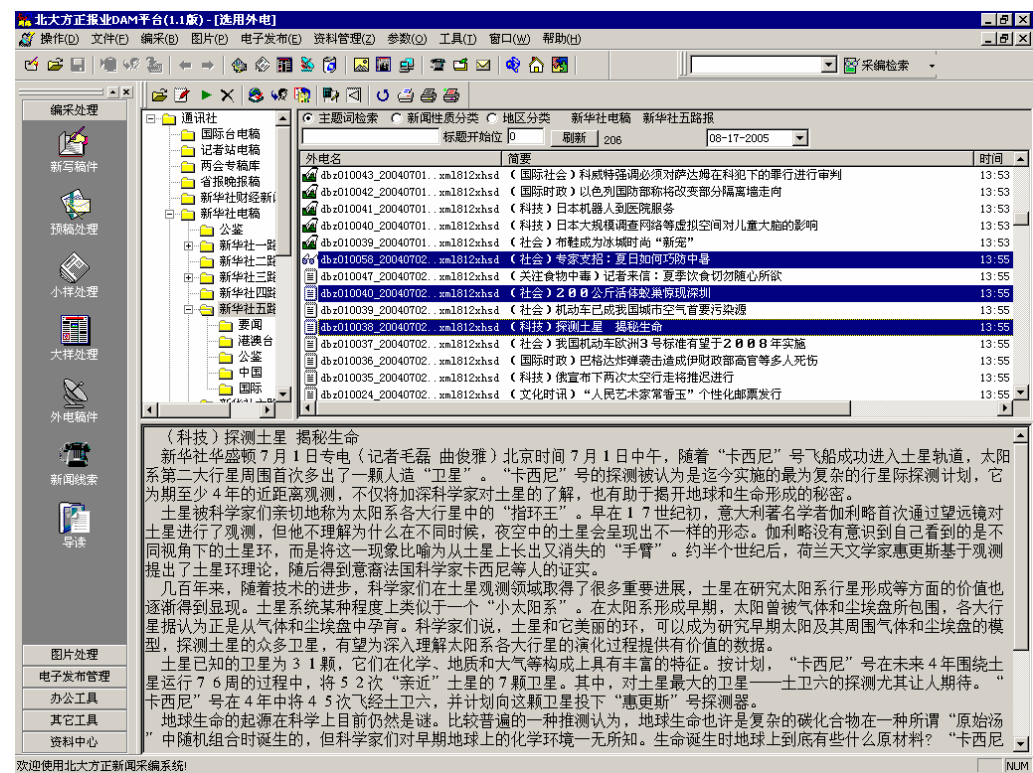 北大方正报业DAM平台(1.1版) - [选用外电]
操作(D) 文件(F) 编采(B) 图片(P) 电子发布(E) 资料管理(Z) 参数(O) 工具(T) 窗口(W) 帮助(H)
采编检索
编采处理
新写稿件
预稿处理
小样处理
大样处理
外电稿件
新闻线索
导读
图片处理
电子发布管理
办公工具
其它工具
资料中心
通讯社
国际台电稿
记者站电稿
两会专稿库
省报晚报稿
新华社财经新
新华社电稿
公鉴
新华社一路
新华社二路
新华社三路
新华社四路
新华社五路
要闻
港澳台
公鉴
中国
国际
主题词检索 新闻性质分类 地区分类 新华社电稿 新华社五路报
标题开始位 0 刷新 206 08-17-2005
外电名 简要 时间
dbz010043_20040701..xml812xhsd (国际社会)科威特强调必须对萨达姆在科犯下的罪行进行审判 13:53
dbz010042_20040701..xml812xhsd (国际时政)以色列国防部称将改变部分隔离墙走向 13:53
dbz010041_20040701..xml812xhsd (科技)日本机器人到医院服务 13:53
dbz010040_20040701..xml812xhsd (科技)日本大规模调查网络等虚拟空间对儿童大脑的影响 13:53
dbz010039_20040701..xml812xhsd (社会)布鞋成为冰城时尚“新宠” 13:53
dbz010058_20040702..xml812xhsd (社会)专家支招：夏日如何巧防中暑 13:55
dbz010047_20040702..xml812xhsd (关注食物中毒)记者来信：夏季饮食切勿随心所欲 13:55
dbz010040_20040702..xml812xhsd (社会)２００公斤活体蚁巢惊现深圳 13:55
dbz010039_20040702..xml812xhsd (社会)机动车已成我国城市空气首要污染源 13:55
dbz010038_20040702..xml812xhsd (科技)探测土星 揭秘生命 13:55
dbz010037_20040702..xml812xhsd (社会)我国机动车欧洲３号标准有望于２００８年实施 13:55
dbz010036_20040702..xml812xhsd (国际时政)巴格达炸弹袭击造成伊财政部高官等多人死伤 13:55
dbz010035_20040702..xml812xhsd (科技)俄宣布下两次太空行走将推迟进行 13:55
dbz010024_20040702..xml812xhsd (文化时讯)“人民艺术家常香玉”个性化邮票发行 13:55
（科技）探测土星 揭秘生命
新华社华盛顿７月１日专电（记者毛磊 曲俊雅）北京时间７月１日中午，随着“卡西尼”号飞船成功进入土星轨道，太阳
系第二大行星周围首次多出了一颗人造“卫星”。 “卡西尼”号的探测被认为是迄今实施的最为复杂的行星际探测计划，它
为期至少４年的近距离观测，不仅将加深科学家对土星的了解，也有助于揭开地球和生命形成的秘密。
土星被科学家们亲切地称为太阳系各大行星中的“指环王”。早在１７世纪初，意大利著名学者伽利略首次通过望远镜对
土星进行了观测，但他不理解为什么在不同时候，夜空中的土星会呈现出不一样的形态。伽利略没有意识到自己看到的是不
同视角下的土星环，而是将这一现象比喻为从土星上长出又消失的“手臂”。约半个世纪后，荷兰天文学家惠更斯基于观测
提出了土星环理论，随后得到意裔法国科学家卡西尼等人的证实。
几百年来，随着技术的进步，科学家们在土星观测领域取得了很多重要进展，土星在研究太阳系行星形成等方面的价值也
逐渐得到显现。土星系统某种程度上类似于一个“小太阳系”。在太阳系形成早期，太阳曾被气体和尘埃盘所包围，各大行
星据认为正是从气体和尘埃盘中孕育。科学家们说，土星和它美丽的环，可以成为研究早期太阳及其周围气体和尘埃盘的模
型，探测土星的众多卫星，有望为深入理解太阳系各大行星的演化过程提供有价值的数据。
土星已知的卫星为３１颗，它们在化学、地质和大气等构成上具有丰富的特征。按计划，“卡西尼”号在未来４年围绕土
星运行７６周的过程中，将５２次“亲近”土星的７颗卫星。其中，对土星最大的卫星——土卫六的探测尤其让人期待。“
卡西尼”号在４年中将４５次飞经土卫六，并计划向这颗卫星投下“惠更斯”号探测器。
地球生命的起源在科学上目前仍然是谜。比较普遍的一种推测认为，地球生命也许是复杂的碳化合物在一种所谓“原始汤
”中随机组合时诞生的，但科学家们对早期地球上的化学环境一无所知。生命诞生时地球上到底有些什么原材料？“卡西尼
欢迎使用北大方正新闻采编系统! NUM